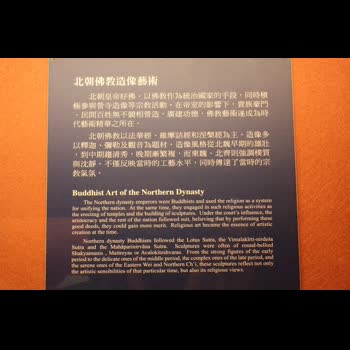 北朝佛教造像藝術
北朝皇帝好佛，以佛教作為統治國家的手段，同時積
極參與營寺造像等宗教活動。在帝室的影響下，貴族豪門
、民間百姓無不競相營造，廣建功德，佛教藝術遂成為時
代藝術精華之所在。
北朝佛教以法華經、維摩詰經和涅槃經為主，造像多
以釋迦、彌勒及觀音為題材，造像風格從北魏早期的雄壯
，到中期趨清秀，晚期漸繁複，而東魏、北齊則強調樸質
與沈靜，不僅反映當時的工藝水平，同時傳達了當時的宗
教氣氛。
Buddhist Art of the Northern Dynasty
The Northern dynasty emperors were Buddhists and used the religion as a system
for unifying the nation. At the same time, they engaged in such religious activities as
the erecting of temples and the building of sculptures. Under the court's influence, the
aristocracy and the rest of the nation followed suit, believing that by performing these
good deeds, they could gain more merit. Religious art became the essence of artistic
creation at the time.
Northern dynasty Buddhists followed the Lotus Sutra, the Vimalakīrti-nirdeśa
Sutra and the Mahāparinirvāna Sutra. Sculptures were often of round-bellied
Shakyamunis, Maitreyas or Avalokiteshvaras. From the strong figures of the early
period to the delicate ones of the middle period, the complex ones of the late period, and
the serene ones of the Eastern Wei and Northern Ch'i, these sculptures reflect not only
the artistic sensibilities of that particular time, but also its religious views.